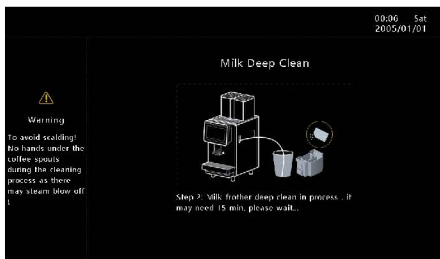 00:06 Sat
2005/01/01
Milk Deep Clean
Warning
To avoid scalding!
No hands under the
coffee spouts
during the cleaning
process as there
may steam blow off
!
Step 2: Milk frother deep clean in process , it
may need 15 min, please wait...